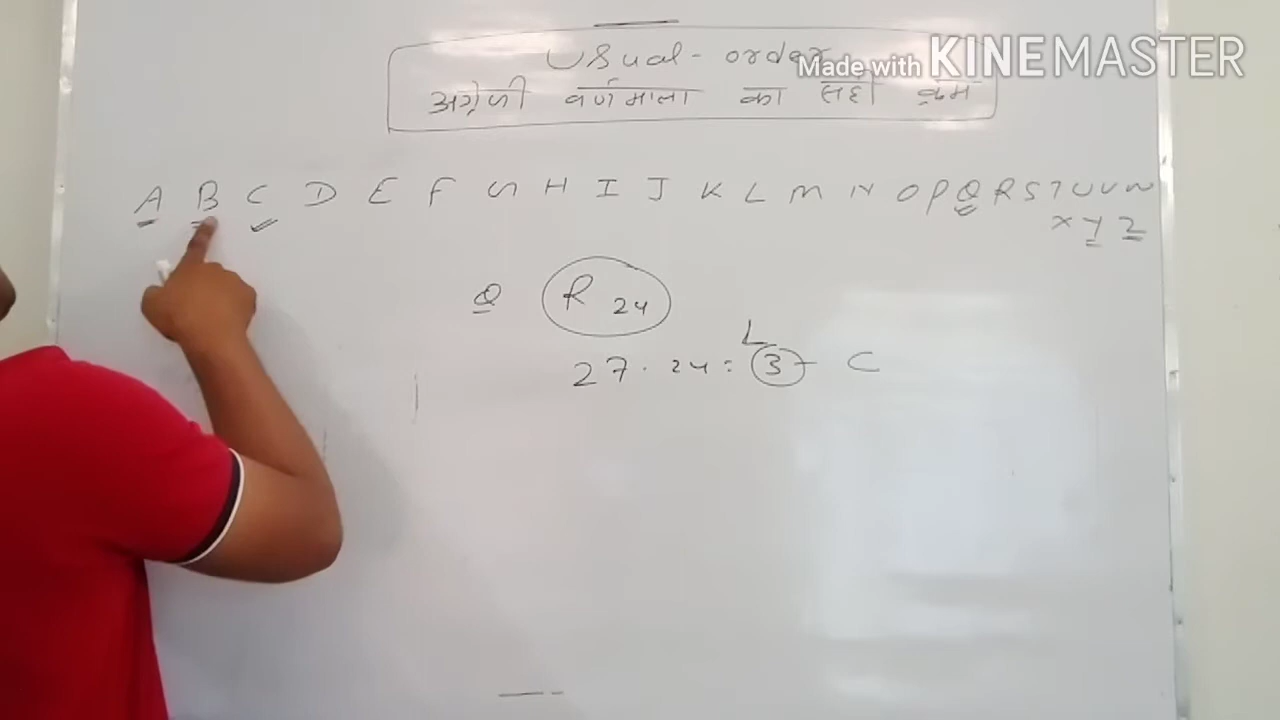 Usual - order
Made with KINEMASTER
अंग्रेजी वर्णमाला का सही क्रम
A B C D E F G H I J K L M N O P Q R S T U V W
X Y Z
Q R 24
L
27 - 24 = 3 - C